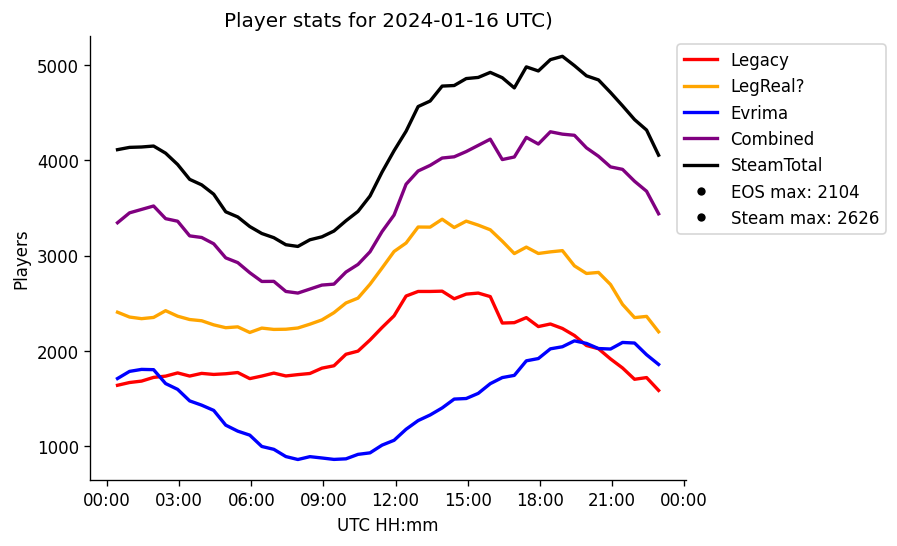 Player stats for 2024-01-16 UTC)
Legacy
LegReal?
Evrima
Combined
SteamTotal
EOS max: 2104
Steam max: 2626
Players
5000
4000
3000
2000
1000
00:00 03:00 06:00 09:00 12:00 15:00 18:00 21:00 00:00
UTC HH:mm